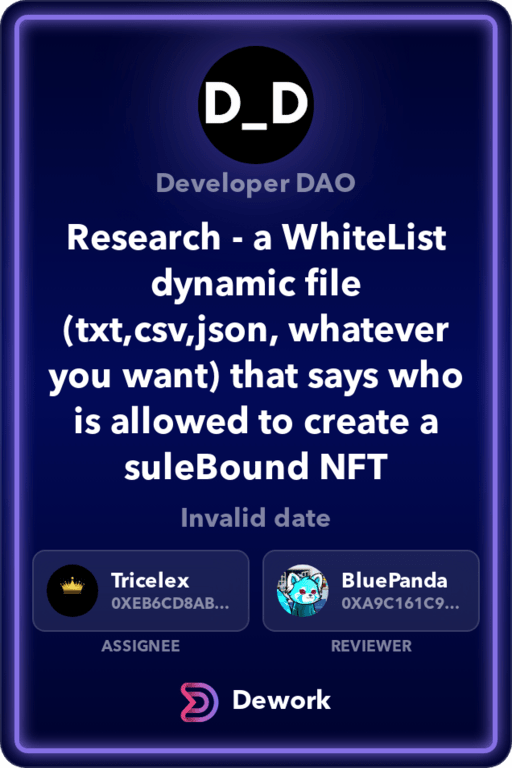 D_D
Developer DAO
Research - a WhiteList
dynamic file
(txt,csv,json, whatever
you want) that says who
is allowed to create a
suleBound NFT
Invalid date
Tricelex
0XEB6CD8AB...
BluePanda
0XA9C161C9...
ASSIGNEE
REVIEWER
Dework